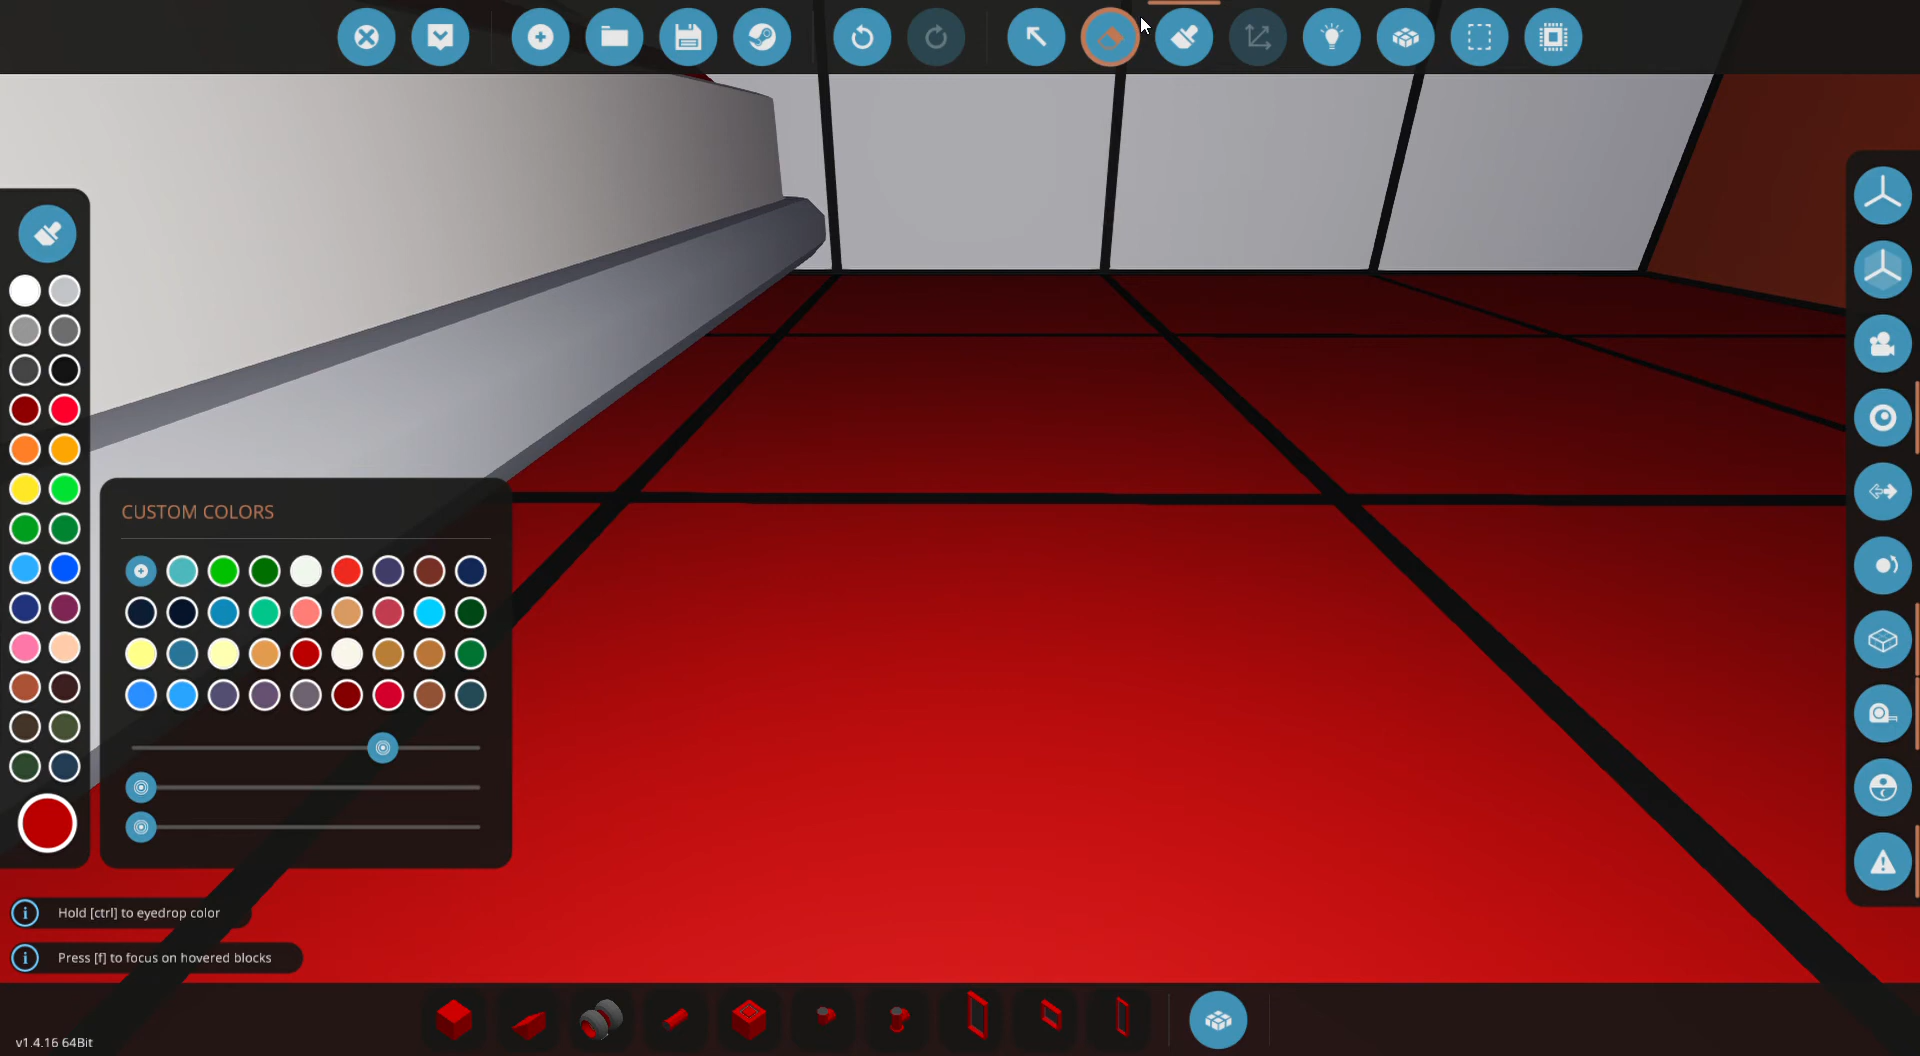 CUSTOM COLORS
Hold [ctrl] to eyedrop color
Press [f] to focus on hovered blocks
v1.4.16 64Bit